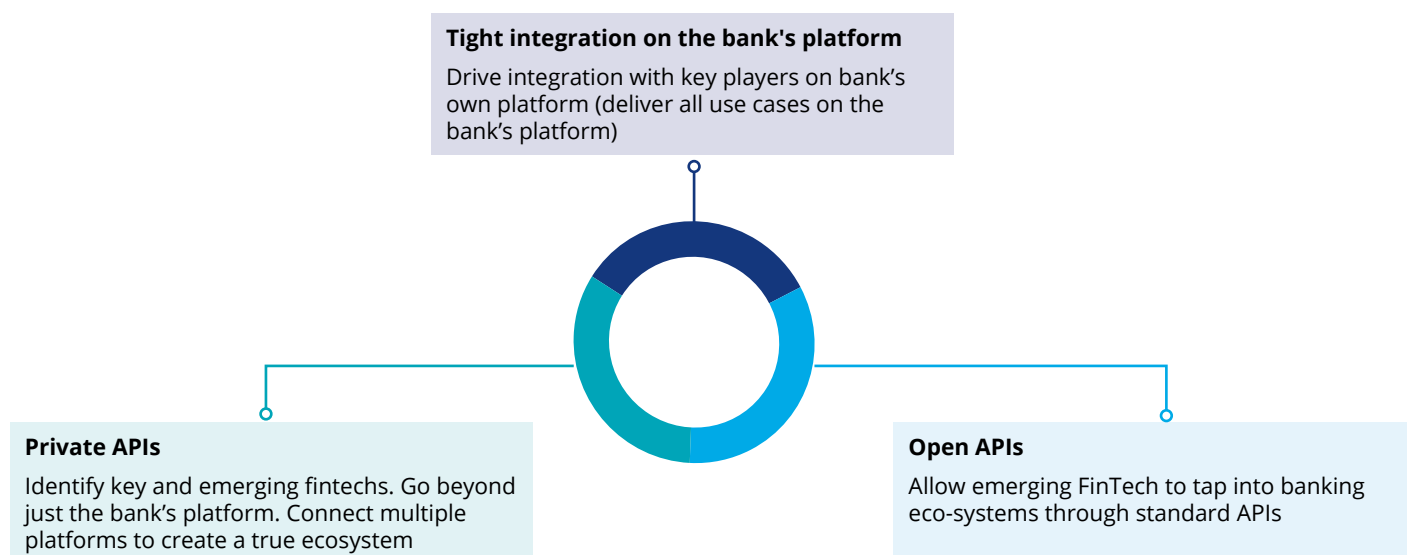 Tight integration on the bank's platform
Drive integration with key players on bank’s
own platform (deliver all use cases on the
bank’s platform)
Private APIs
Identify key and emerging fintechs. Go beyond
just the bank’s platform. Connect multiple
platforms to create a true ecosystem
Open APIs
Allow emerging FinTech to tap into banking
eco-systems through standard APIs